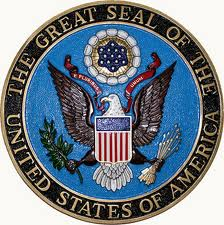 THE GREAT SEAL OF THE
E PLURIBUS UNUM
UNITED STATES OF AMERICA